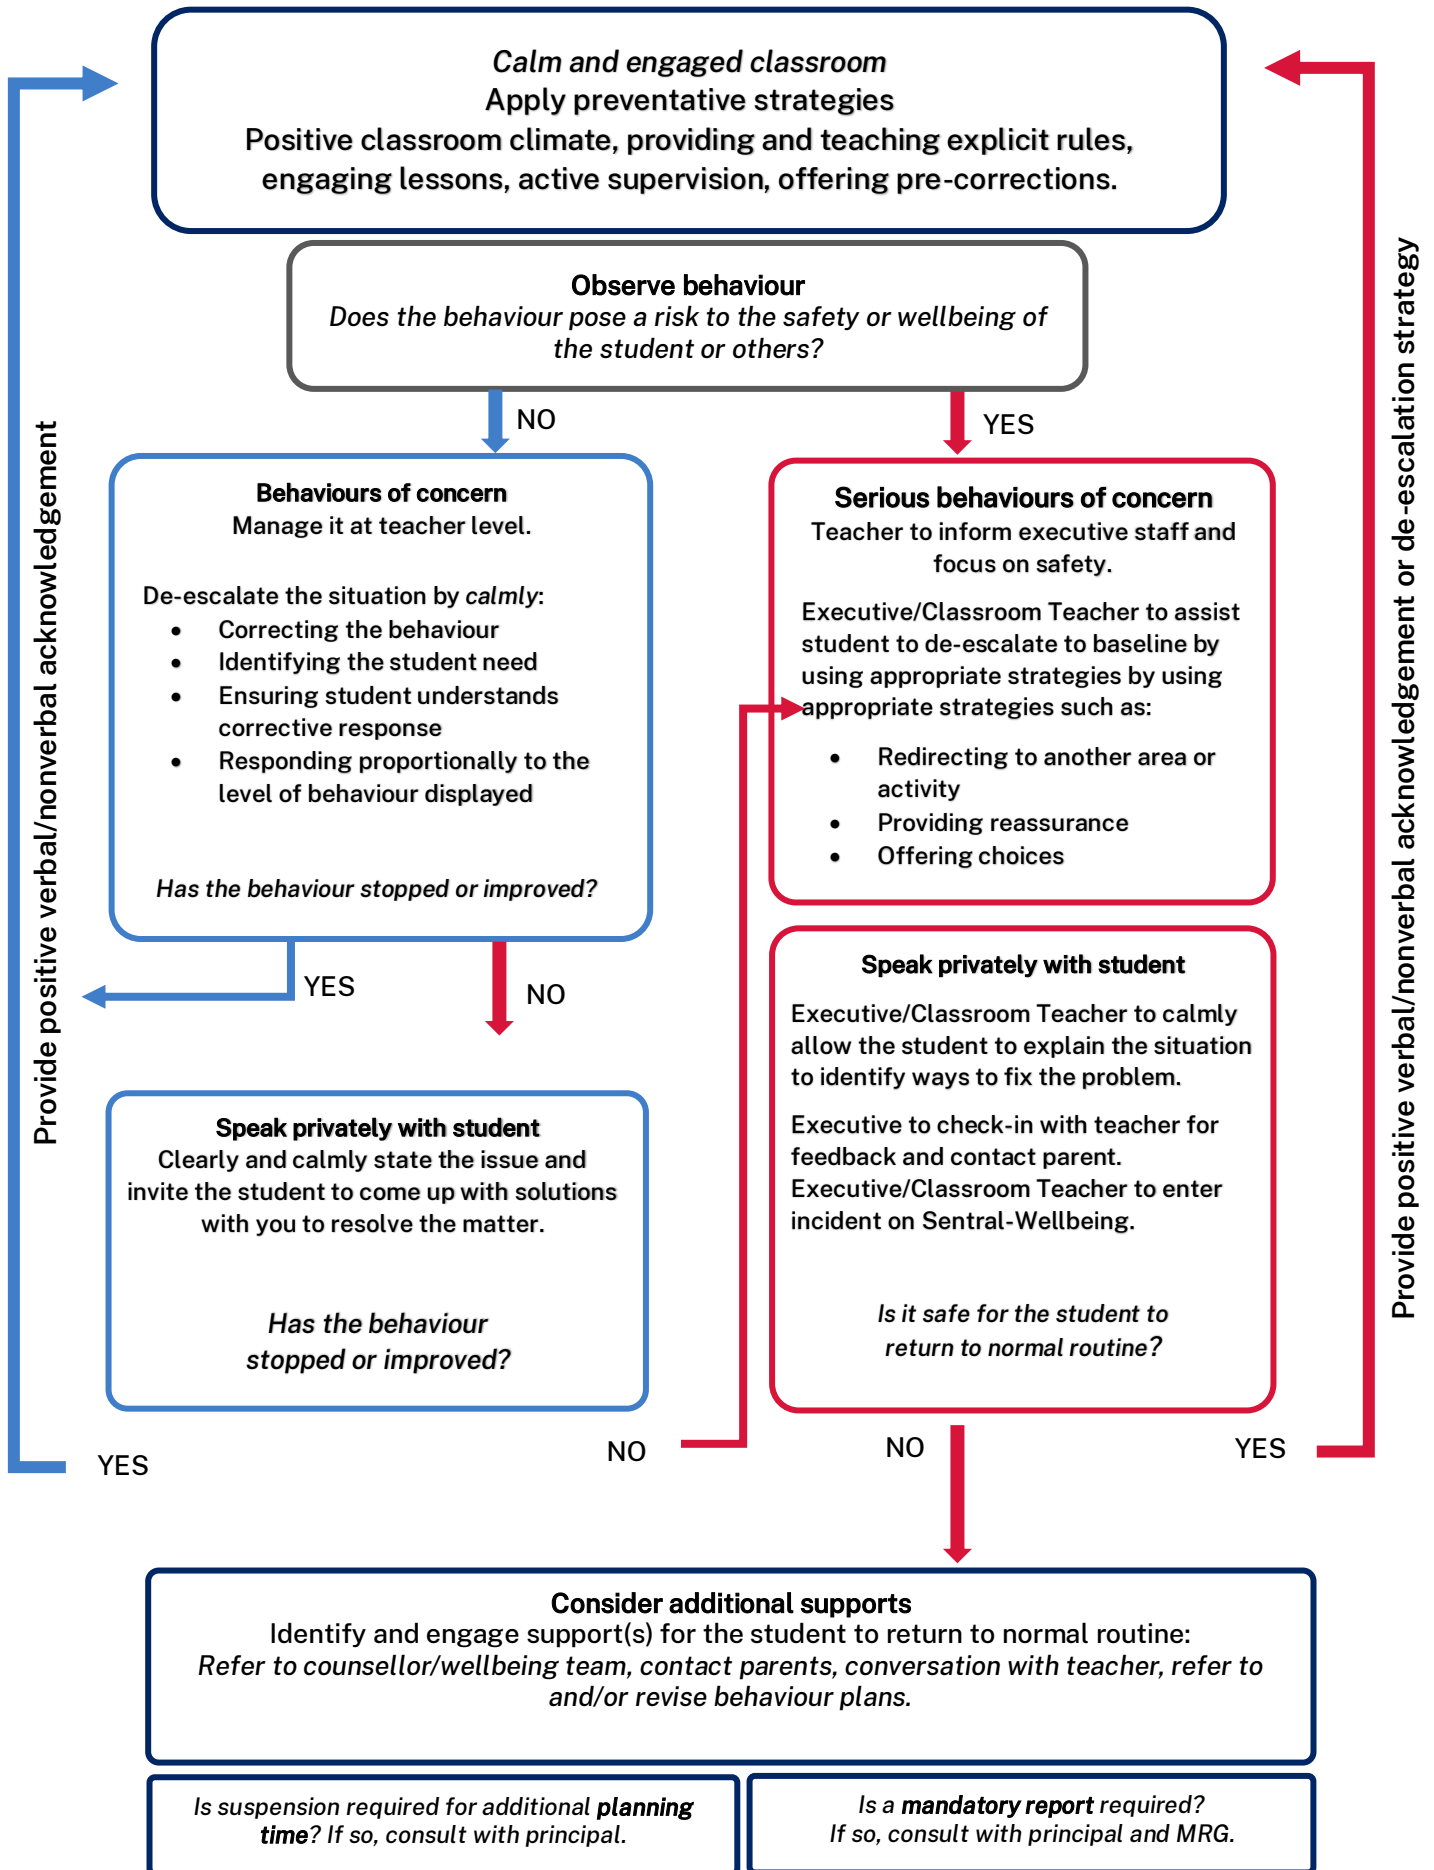 Calm and engaged classroom
Apply preventative strategies
Positive classroom climate, providing and teaching explicit rules,
engaging lessons, active supervision, offering pre-corrections.
Observe behaviour
Does the behaviour pose a risk to the safety or wellbeing of
the student or others?
NO
YES
Behaviours of concern
Manage it at teacher level.
De-escalate the situation by calmly:
• Correcting the behaviour
• Identifying the student need
• Ensuring student understands
corrective response
• Responding proportionally to the
level of behaviour displayed
Has the behaviour stopped or improved?
YES
NO
Speak privately with student
Clearly and calmly state the issue and
invite the student to come up with solutions
with you to resolve the matter.
Has the behaviour
stopped or improved?
YES
NO
Provide positive verbal/nonverbal acknowledgement
Serious behaviours of concern
Teacher to inform executive staff and
focus on safety.
Executive/Classroom Teacher to assist
student to de-escalate to baseline by
using appropriate strategies by using
appropriate strategies such as:
• Redirecting to another area or
activity
• Providing reassurance
• Offering choices
Speak privately with student
Executive/Classroom Teacher to calmly
allow the student to explain the situation
to identify ways to fix the problem.
Executive to check-in with teacher for
feedback and contact parent.
Executive/Classroom Teacher to enter
incident on Sentral-Wellbeing.
Is it safe for the student to
return to normal routine?
NO
YES
Provide positive verbal/nonverbal acknowledgement or de-escalation strategy
Consider additional supports
Identify and engage support(s) for the student to return to normal routine:
Refer to counsellor/wellbeing team, contact parents, conversation with teacher, refer to
and/or revise behaviour plans.
Is suspension required for additional planning
time? If so, consult with principal.
Is a mandatory report required?
If so, consult with principal and MRG.